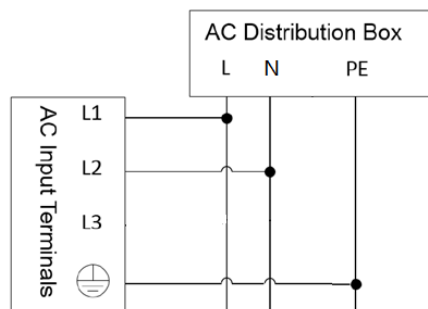 AC Distribution Box
L N PE
AC Input Terminals
L1
L2
L3